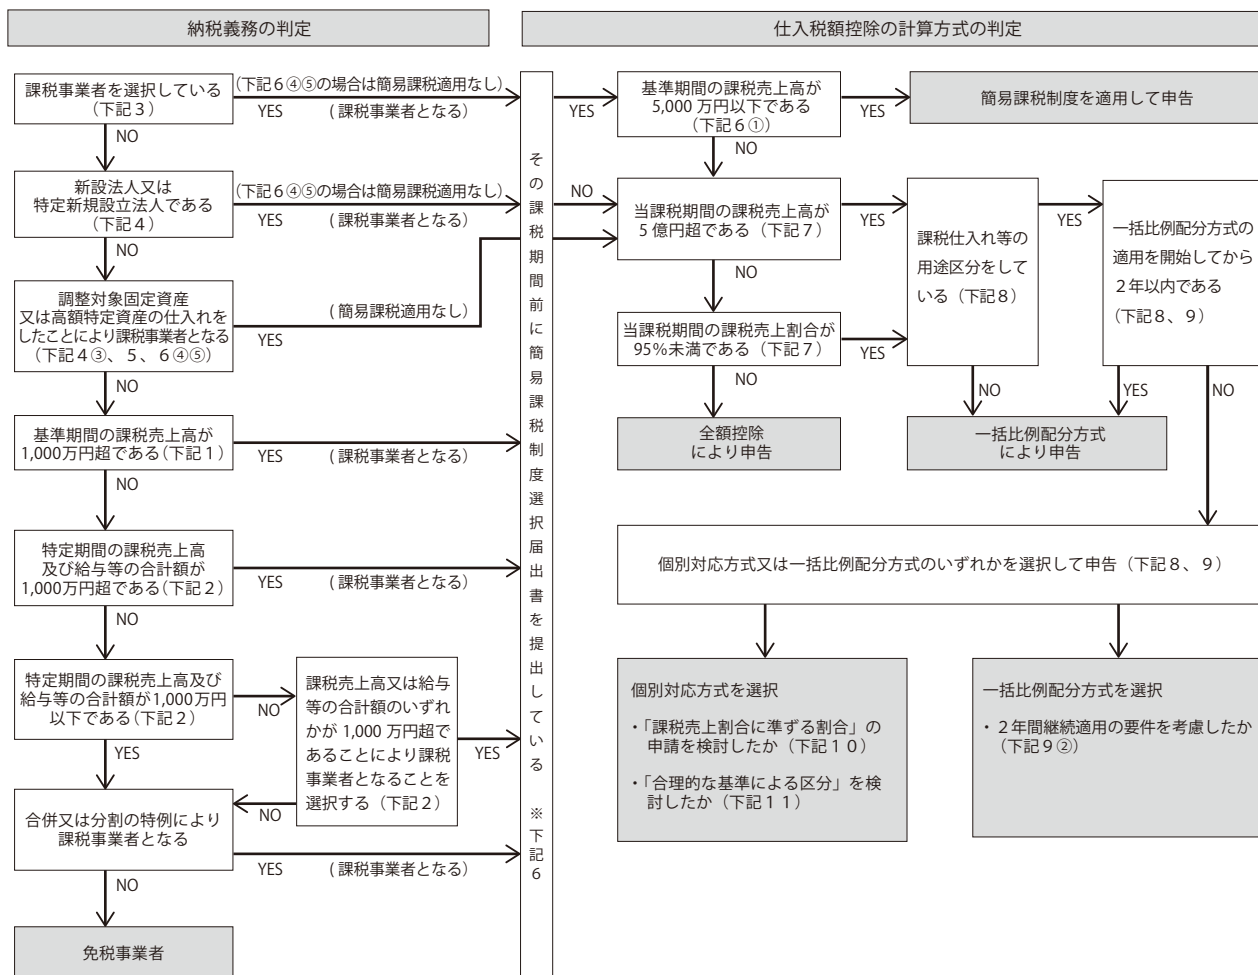 納税義務の判定
仕入税額控除の計算方式の判定
課税事業者を選択している
(下記3)
(下記6④⑤の場合は簡易課税適用なし)
YES
(課税事業者となる)
NO
新設法人又は
特定新規設立法人である
(下記4)
(下記6④⑤の場合は簡易課税適用なし)
YES
(課税事業者となる)
NO
調整対象固定資産
又は高額特定資産の仕入れを
したことにより課税事業者となる
(下記4③、5、6④⑤)
(簡易課税適用なし)
YES
NO
基準期間の課税売上高が
1,000万円超である(下記1)
YES
(課税事業者となる)
NO
特定期間の課税売上高
及び給与等の合計額が
1,000万円超である(下記2)
YES
(課税事業者となる)
NO
特定期間の課税売上高及び
給与等の合計額が1,000万円
以下である(下記2)
NO
YES
課税売上高又は給与
等の合計額のいずれ
かが1,000万円超で
あることにより課税
事業者となることを
選択する(下記2)
YES
NO
合併又は分割の特例により
課税事業者となる
YES
(課税事業者となる)
NO
免税事業者
その課税期間前に簡易課税制度選択届出書を提出している ※下記6
YES
基準期間の課税売上高が
5,000万円以下である
(下記6①)
YES
簡易課税制度を適用して申告
NO
NO
当課税期間の課税売上高が
5億円超である(下記7)
YES
NO
当課税期間の課税売上割合が
95%未満である(下記7)
YES
NO
全額控除
により申告
課税仕入れ等の
用途区分をして
いる(下記8)
YES
NO
一括比例配分方式の
適用を開始してから
2年以内である
(下記8、9)
YES
NO
一括比例配分方式
により申告
個別対応方式又は一括比例配分方式のいずれかを選択して申告(下記8、9)
個別対応方式を選択
・「課税売上割合に準ずる割合」の
申請を検討したか(下記10)
・「合理的な基準による区分」を検
討したか(下記11)
一括比例配分方式を選択
・2年間継続適用の要件を考慮したか
(下記9②)